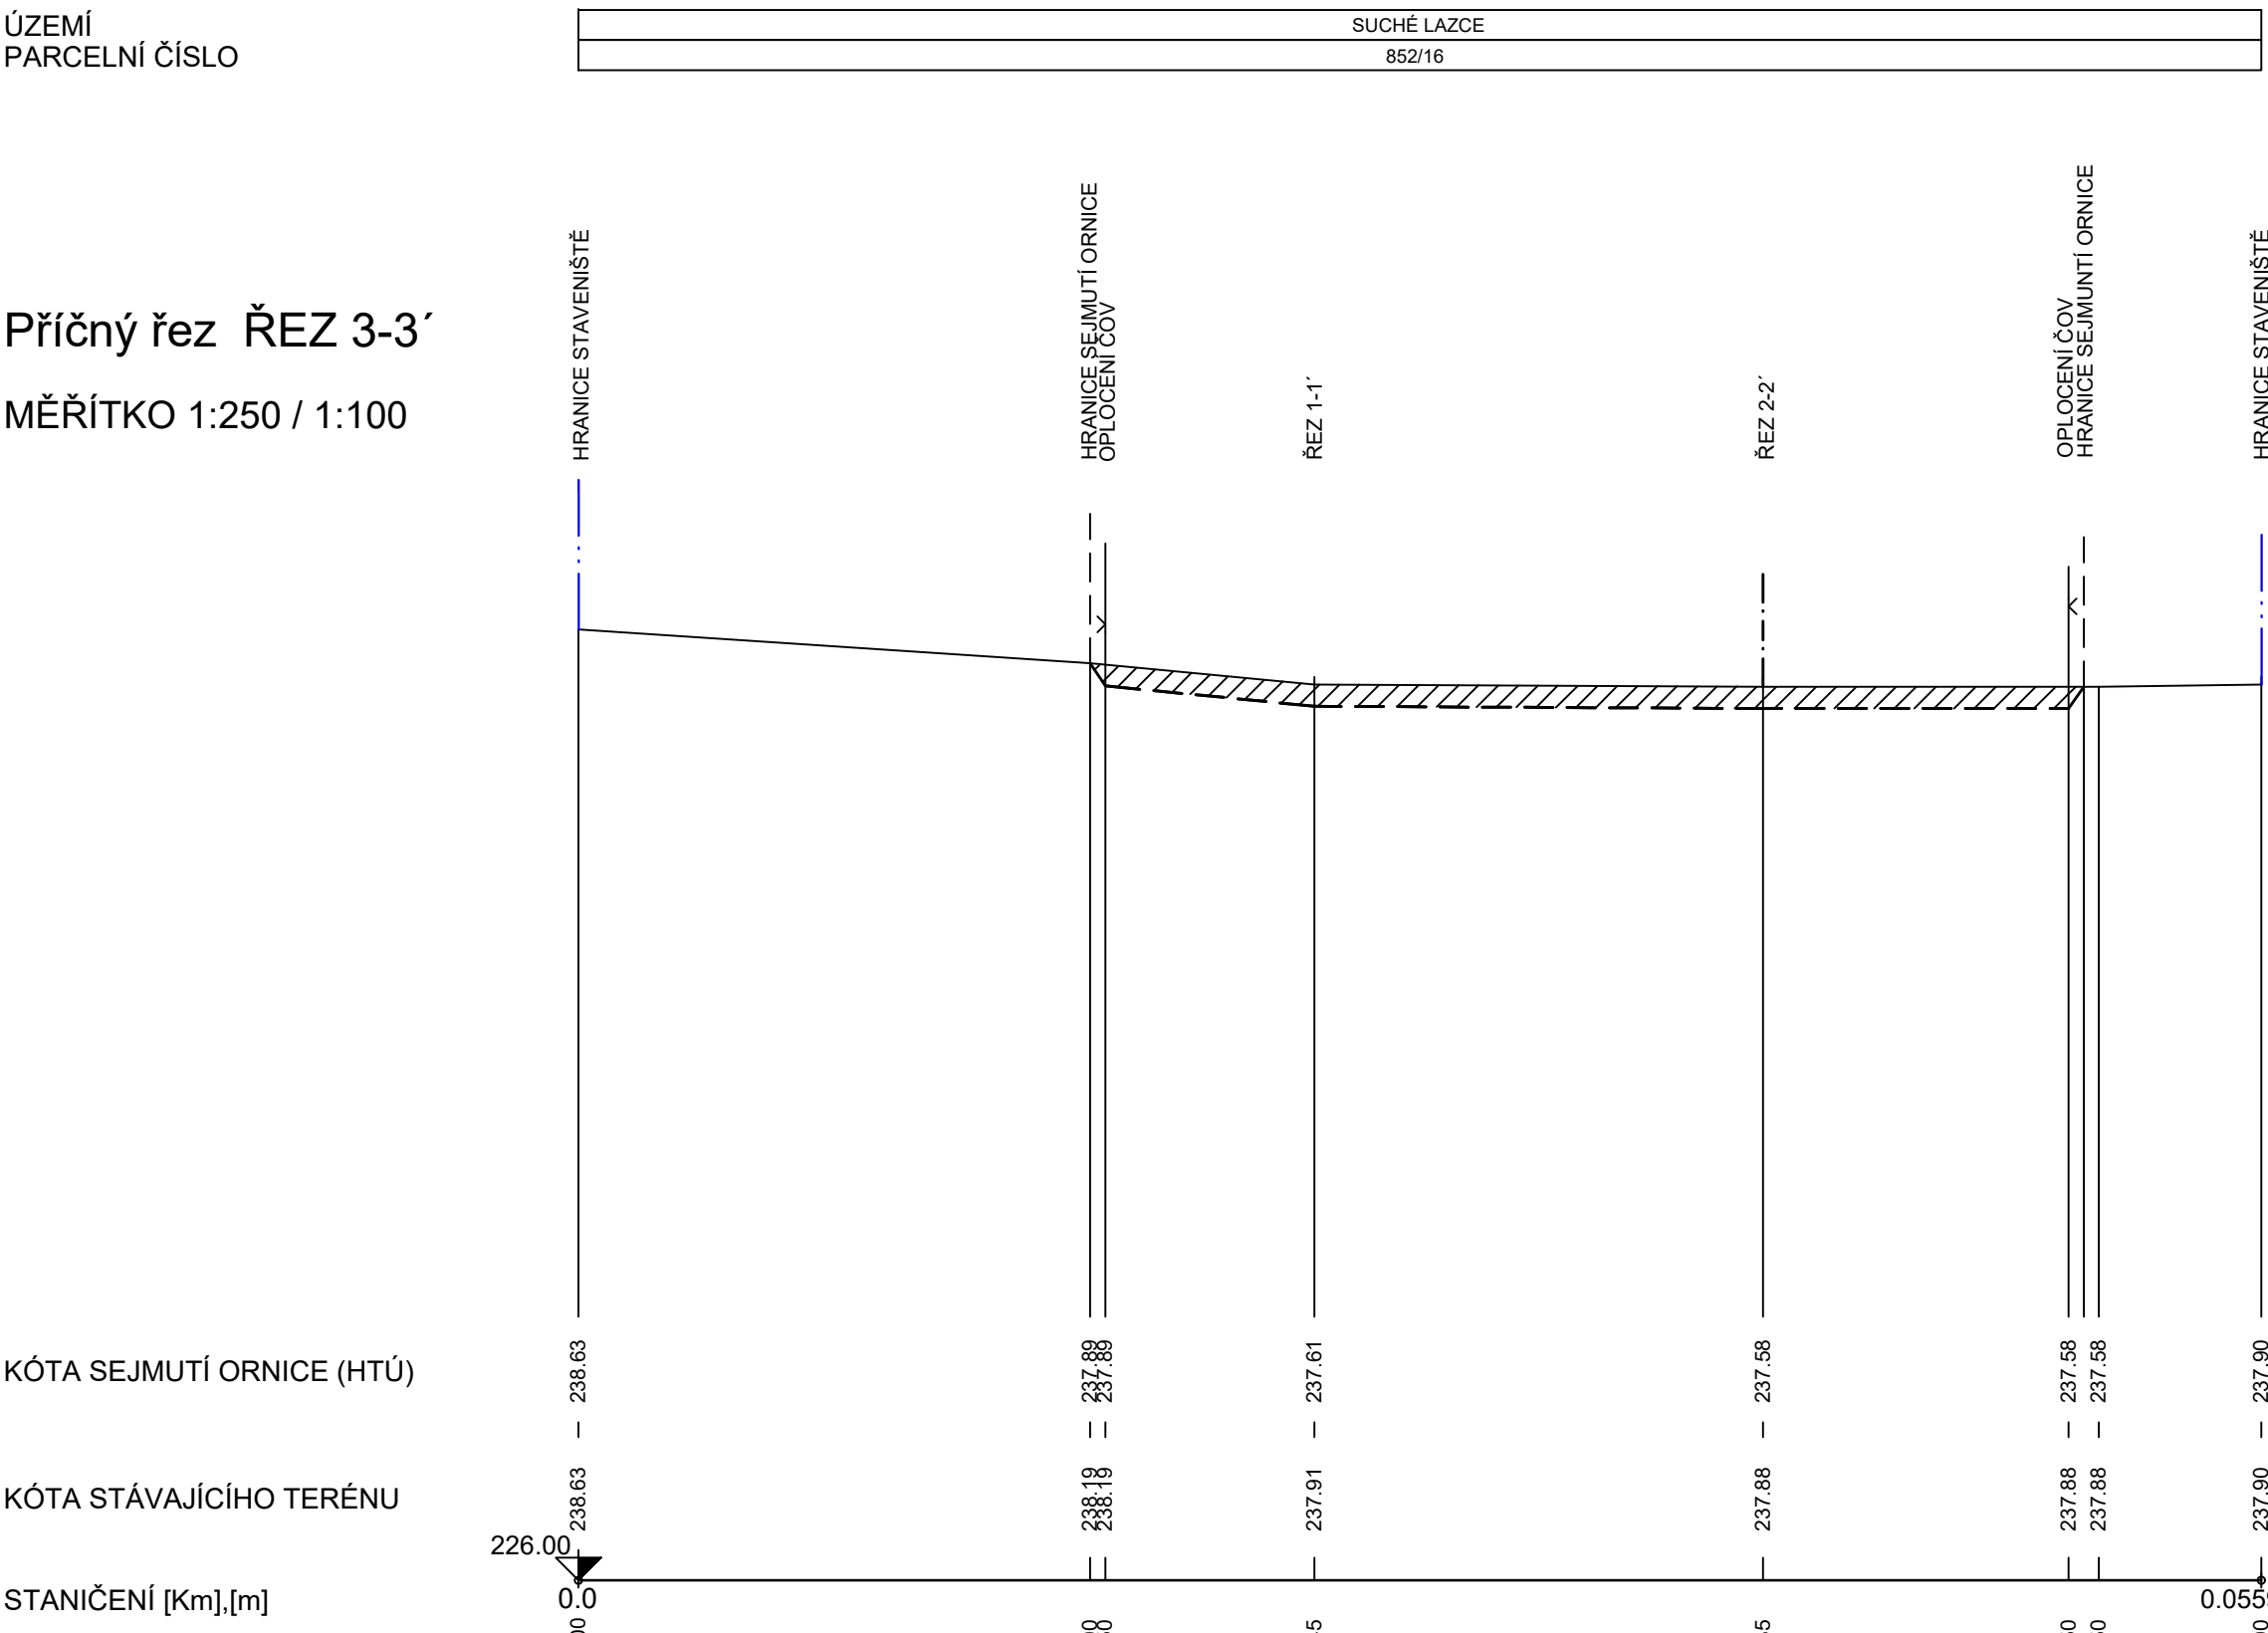 ÚZEMÍ
SUCHÉ LAZCE
PARCELNÍ ČÍSLO
852/16
Příčný řez ŘEZ 3-3´
MĚŘÍTKO 1:250 / 1:100
HRANICE STAVENIŠTĚ
HRANICE SEJMUTÍ ORNICE
OPLOCENÍ ČOV
ŘEZ 1-1´
ŘEZ 2-2´
OPLOCENÍ ČOV
HRANICE SEJMUNTÍ ORNICE
HRANICE STAVENIŠTĚ
KÓTA SEJMUTÍ ORNICE (HTÚ)
238.63
237.89
237.89
237.61
237.58
237.58
237.58
237.90
KÓTA STÁVAJÍCÍHO TERÉNU
238.63
238.19
238.19
237.91
237.88
237.88
237.88
237.90
226.00
STANIČENÍ [Km],[m]
0.0